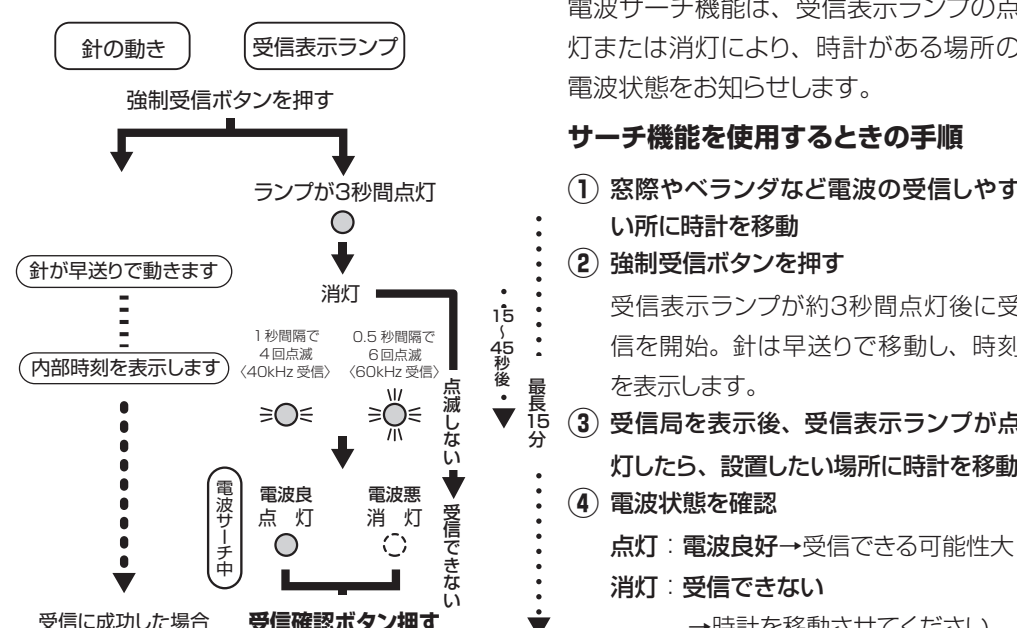 針の動き
受信表示ランプ
強制受信ボタンを押す
ランプが3秒間点灯
針が早送りで動きます
消灯
1秒間隔で
4回点滅
〈40kHz 受信〉
0.5秒間隔で
6回点滅
〈60kHz 受信〉
内部時刻を表示します
点滅しない
受信できない
15~45秒後
最長15分
電波サーチ中
電波良
点 灯
電波悪
消 灯
受信に成功した場合
受信確認ボタン押す
電波サーチ機能は、受信表示ランプの点
灯または消灯により、時計がある場所の
電波状態をお知らせします。
サーチ機能を使用するときの手順
① 窓際やベランダなど電波の受信しやす
い所に時計を移動
② 強制受信ボタンを押す
受信表示ランプが約3秒間点灯後に受
信を開始。針は早送りで移動し、時刻
を表示します。
③ 受信局を表示後、受信表示ランプが点
灯したら、設置したい場所に時計を移動
④ 電波状態を確認
点灯:電波良好→受信できる可能性大
消灯:受信できない
→時計を移動させてください